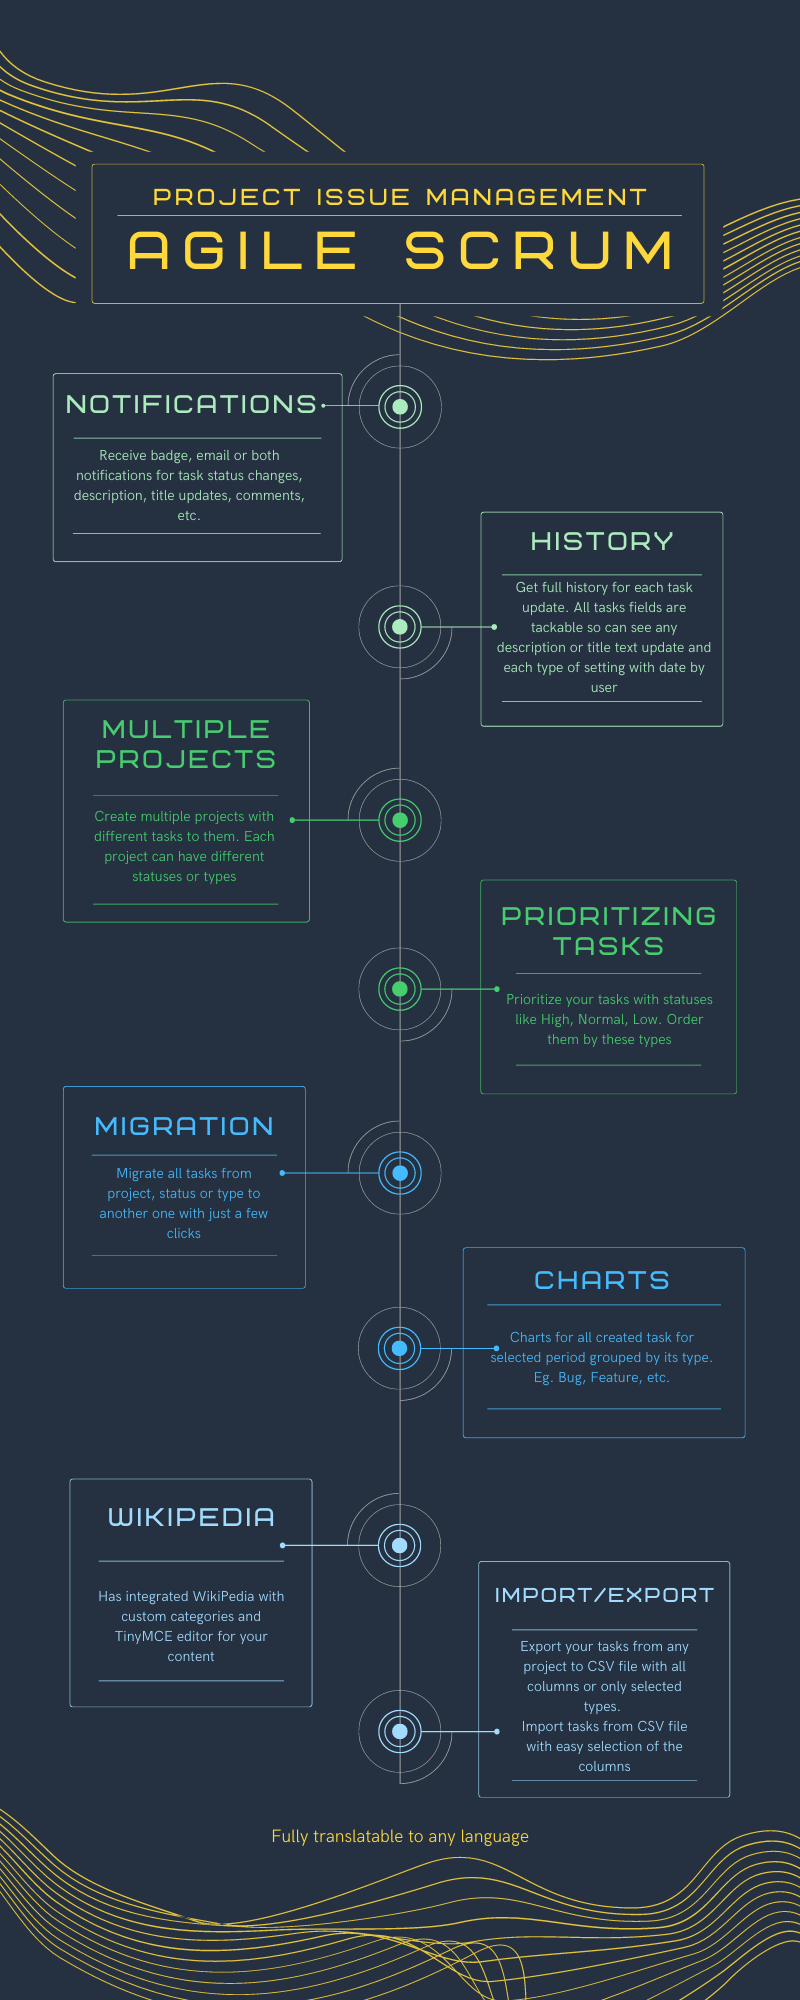 PROJECT ISSUE MANAGEMENT
AGILE SCRUM
NOTIFICATIONS
Receive badge, email or both
notifications for task status changes,
description, title updates, comments,
etc.
HISTORY
Get full history for each task
update. All tasks fields are
tackable so can see any
description or title text update and
each type of setting with date by
user
MULTIPLE
PROJECTS
Create multiple projects with
different tasks to them. Each
project can have different
statuses or types
PRIORITIZING
TASKS
Prioritize your tasks with statuses
like High, Normal, Low. Order
them by these types
MIGRATION
Migrate all tasks from
project, status or type to
another one with just a few
clicks
CHARTS
Charts for all created task for
selected period grouped by its type.
Eg. Bug, Feature, etc.
WIKIPEDIA
Has integrated WikiPedia with
custom categories and
TinyMCE editor for your
content
IMPORT/EXPORT
Export your tasks from any
project to CSV file with all
columns or only selected
types.
Import tasks from CSV file
with easy selection of the
columns
Fully translatable to any language